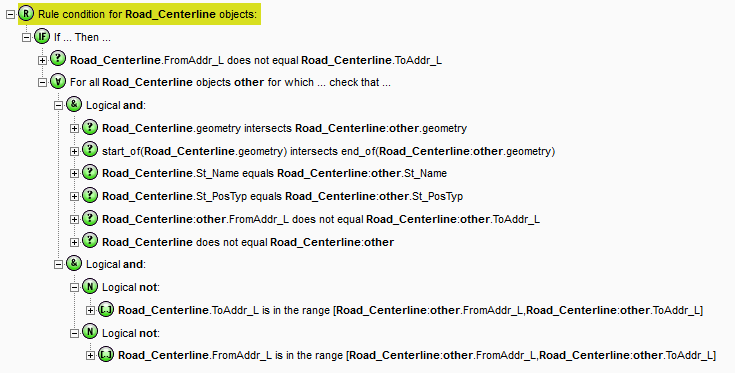 R Rule condition for Road_Centerline objects:
IF If ... Then ...
? Road_Centerline.FromAddr_L does not equal Road_Centerline.ToAddr_L
∀ For all Road_Centerline objects other for which ... check that ...
& Logical and:
? Road_Centerline.geometry intersects Road_Centerline:other.geometry
? start_of(Road_Centerline.geometry) intersects end_of(Road_Centerline:other.geometry)
? Road_Centerline.St_Name equals Road_Centerline:other.St_Name
? Road_Centerline.St_PosTyp equals Road_Centerline:other.St_PosTyp
? Road_Centerline:other.FromAddr_L does not equal Road_Centerline:other.ToAddr_L
? Road_Centerline does not equal Road_Centerline:other
& Logical and:
N Logical not:
[..] Road_Centerline.ToAddr_L is in the range [Road_Centerline:other.FromAddr_L,Road_Centerline:other.ToAddr_L]
N Logical not:
[..] Road_Centerline.FromAddr_L is in the range [Road_Centerline:other.FromAddr_L,Road_Centerline:other.ToAddr_L]